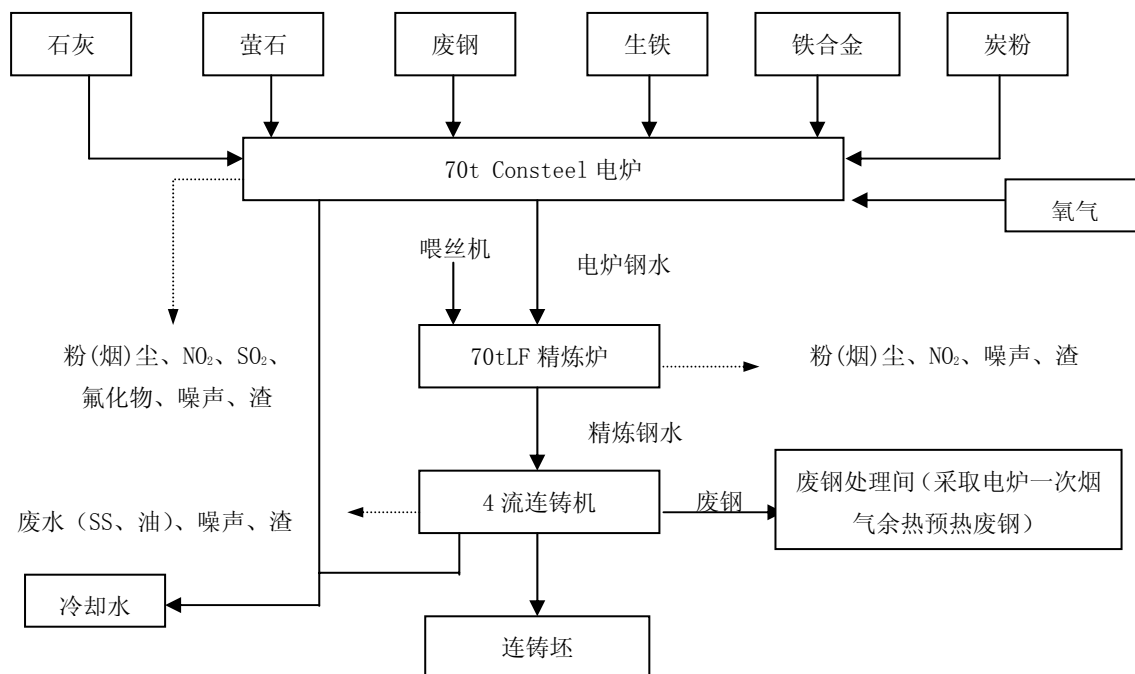 石灰
萤石
废钢
生铁
铁合金
炭粉
70t Consteel 电炉
氧气
喂丝机
电炉钢水
粉(烟)尘、NO₂、SO₂、
氟化物、噪声、渣
70tLF 精炼炉
粉(烟)尘、NO₂、噪声、渣
精炼钢水
4 流连铸机
废钢
废钢处理间（采取电炉一次烟
气余热预热废钢）
废水（SS、油）、噪声、渣
冷却水
连铸坯